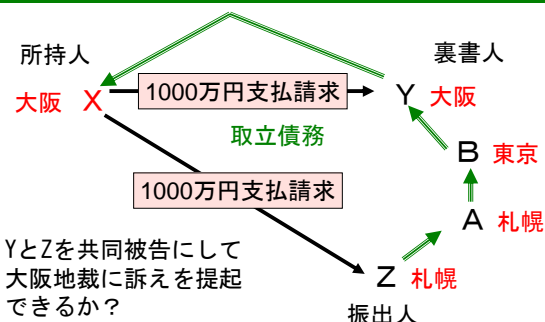 所持人
裏書人
大阪 X
1000万円支払請求
Y 大阪
取立債務
B 東京
1000万円支払請求
A 札幌
YとZを共同被告にして
大阪地裁に訴えを提起
できるか？
Z 札幌
振出人